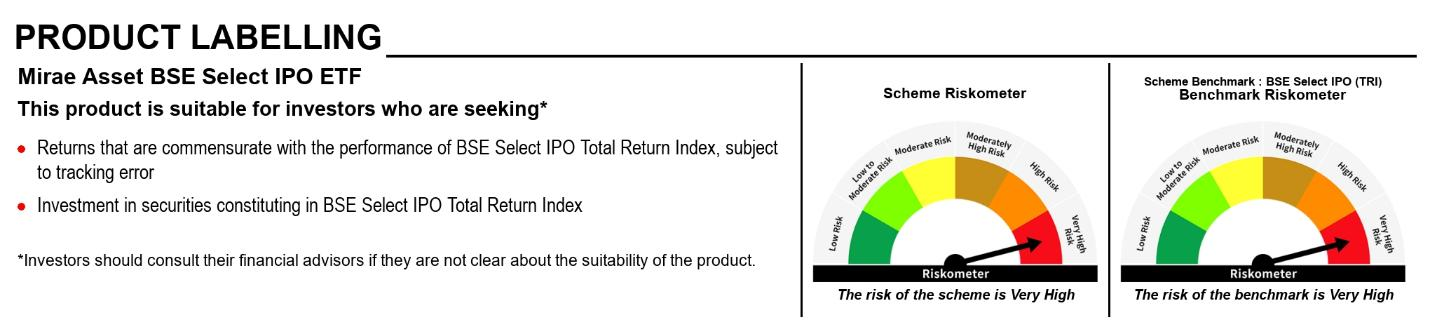 PRODUCT LABELLING
Mirae Asset BSE Select IPO ETF
This product is suitable for investors who are seeking*
Returns that are commensurate with the performance of BSE Select IPO Total Return Index, subject
to tracking error
Investment in securities constituting in BSE Select IPO Total Return Index
*Investors should consult their financial advisors if they are not clear about the suitability of the product.
Scheme Riskometer
Low Risk
Low to
Moderate Risk
Moderate Risk
Moderately
High Risk
High Risk
Very High
Risk
Riskometer
The risk of the scheme is Very High
Scheme Benchmark : BSE Select IPO (TRI)
Benchmark Riskometer
Low Risk
Low to
Moderate Risk
Moderate Risk
Moderately
High Risk
High Risk
Very High
Risk
Riskometer
The risk of the benchmark is Very High